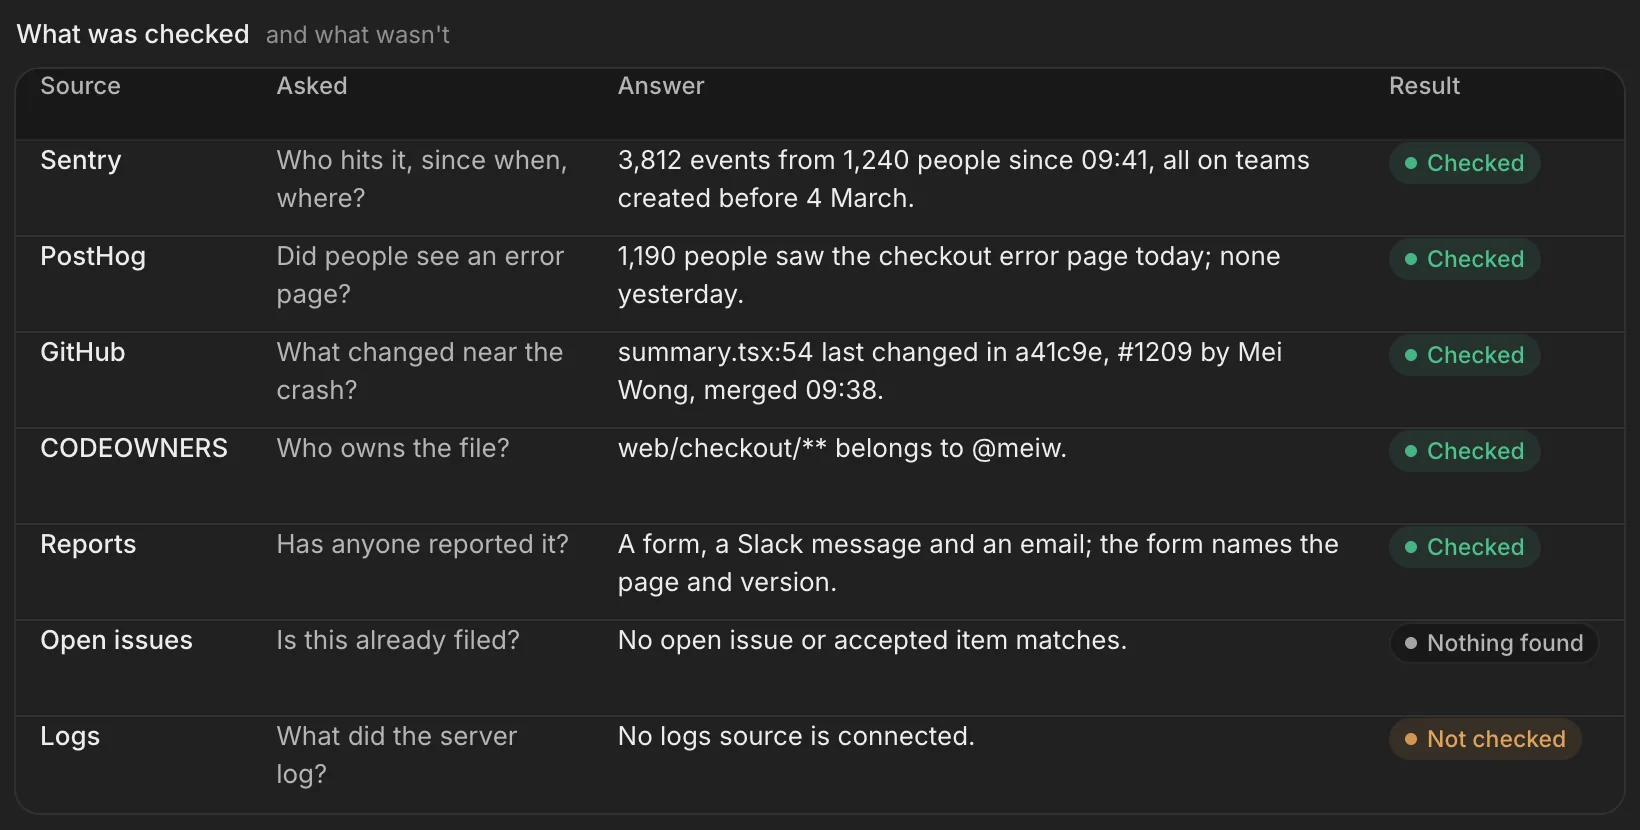 What was checked and what wasn't
Source Asked Answer Result
Sentry Who hits it, since when, 3,812 events from 1,240 people since 09:41, all on teams Checked
where? created before 4 March.
PostHog Did people see an error 1,190 people saw the checkout error page today; none Checked
page? yesterday.
GitHub What changed near the summary.tsx:54 last changed in a41c9e, #1209 by Mei Checked
crash? Wong, merged 09:38.
CODEOWNERS Who owns the file? web/checkout/** belongs to @meiw. Checked
Reports Has anyone reported it? A form, a Slack message and an email; the form names the Checked
page and version.
Open issues Is this already filed? No open issue or accepted item matches. Nothing found
Logs What did the server No logs source is connected. Not checked
log?